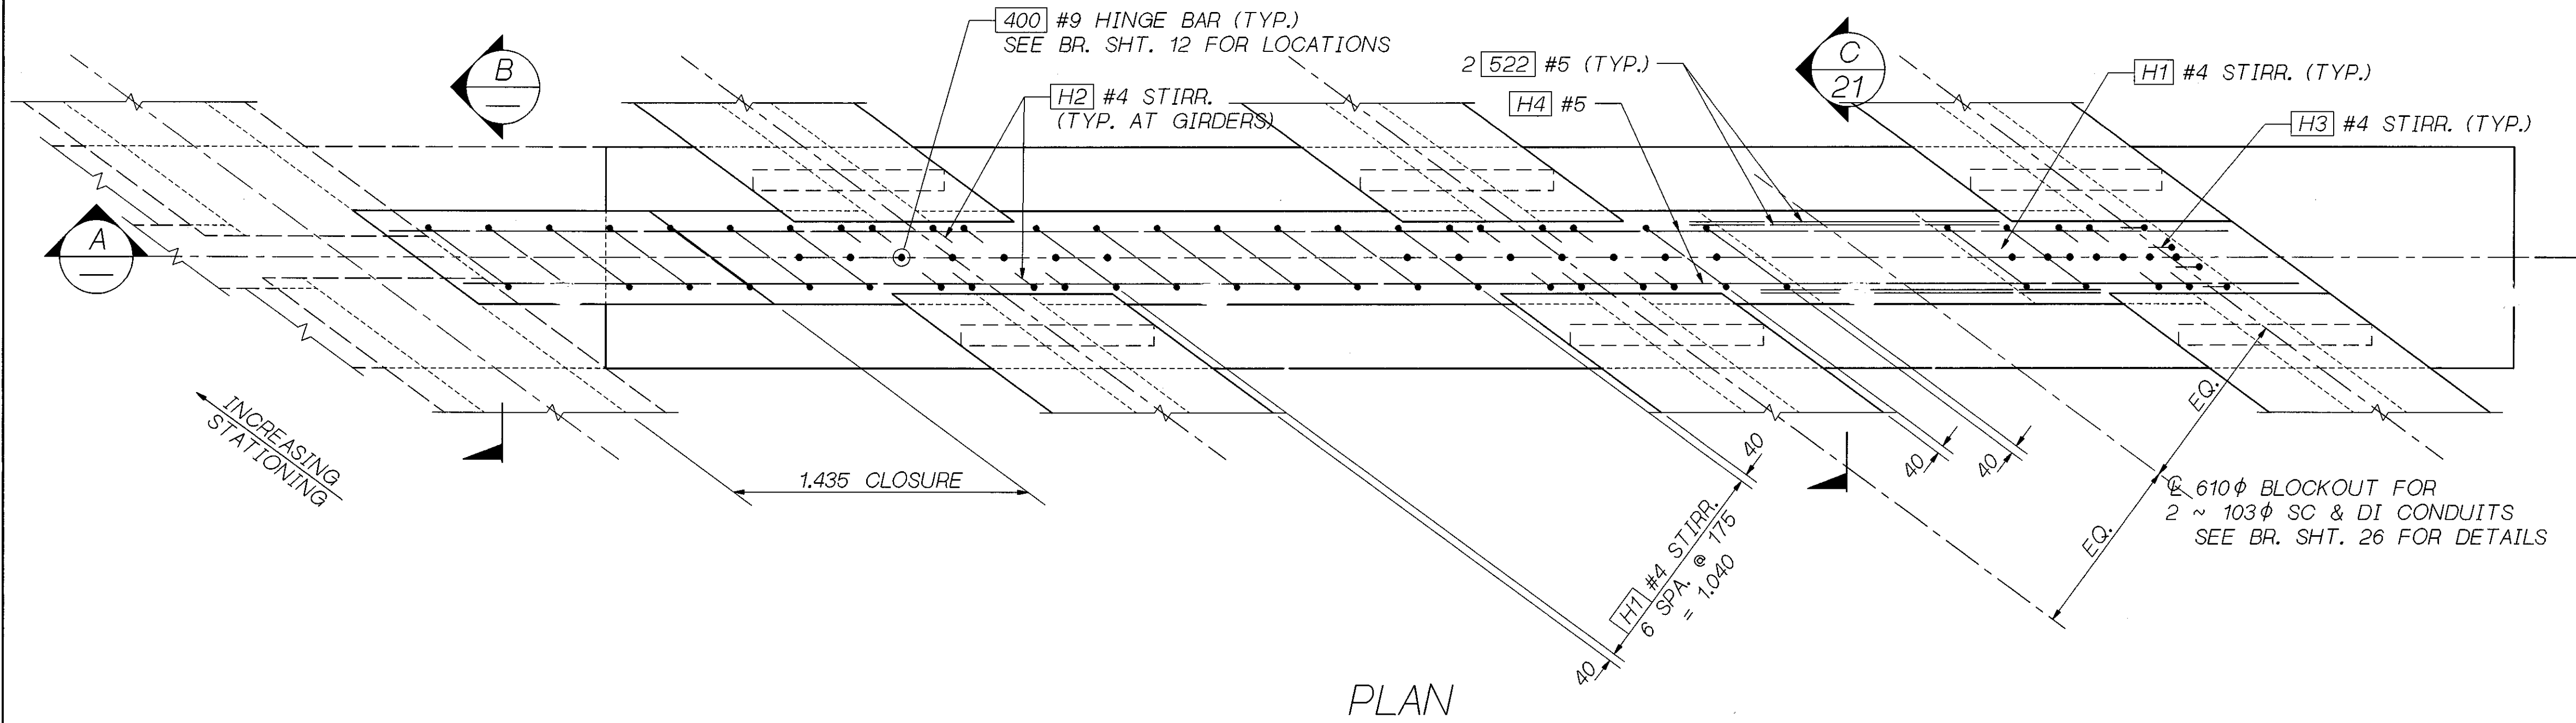 400 #9 HINGE BAR (TYP.)
SEE BR. SHT. 12 FOR LOCATIONS
B
H2 #4 STIRR.
(TYP. AT GIRDERS)
2 522 #5 (TYP.)
H4 #5
C
21
H1 #4 STIRR. (TYP.)
H3 #4 STIRR. (TYP.)
A
INCREASING
STATIONING
1.435 CLOSURE
40
H1 #4 STIRR.
6 SPA. @ 175
= 1.040
40
40
40
EQ.
EQ.
℄ 610ϕ BLOCKOUT FOR
2 ~ 103ϕ SC & DI CONDUITS
SEE BR. SHT. 26 FOR DETAILS
PLAN